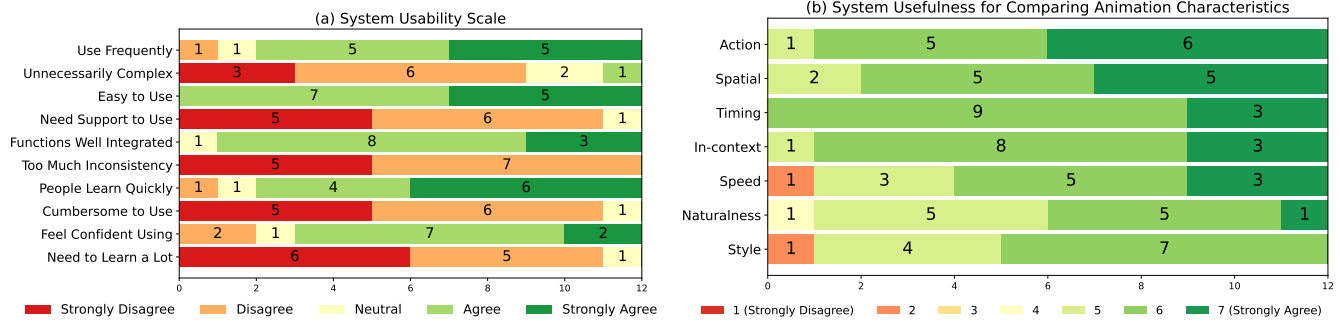 (a) System Usability Scale
Use Frequently 1 1 5 5
Unnecessarily Complex 3 6 2 1
Easy to Use 7 5
Need Support to Use 5 6 1
Functions Well Integrated 1 8 3
Too Much Inconsistency 5 7
People Learn Quickly 1 1 4 6
Cumbersome to Use 5 6 1
Feel Confident Using 2 1 7 2
Need to Learn a Lot 6 5 1
0 2 4 6 8 10 12
Strongly Disagree Disagree Neutral Agree Strongly Agree
(b) System Usefulness for Comparing Animation Characteristics
Action 1 5 6
Spatial 2 5 5
Timing 9 3
In-context 1 8 3
Speed 1 3 5 3
Naturalness 1 5 5 1
Style 1 4 7
0 2 4 6 8 10 12
1 (Strongly Disagree) 2 3 4 5 6 7 (Strongly Agree)